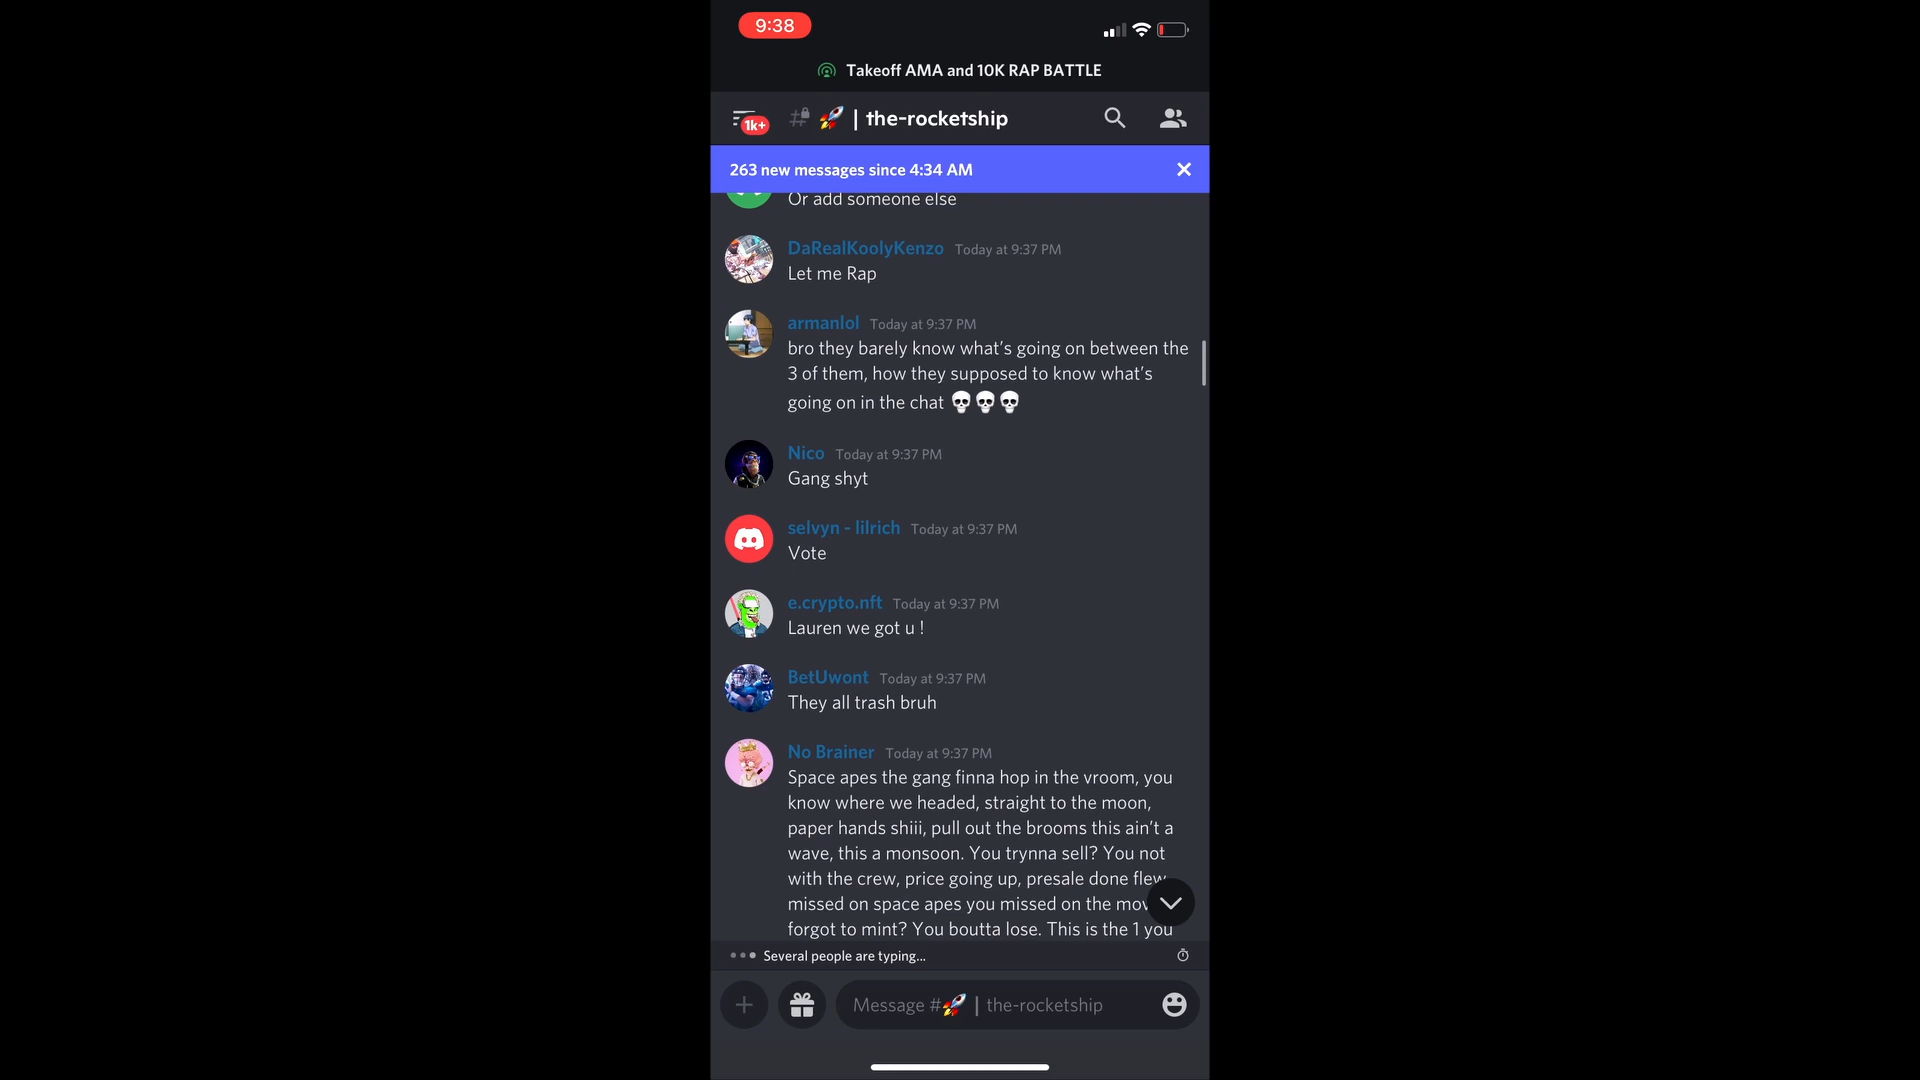 9:38
Takeoff AMA and 10K RAP BATTLE
1k+
# 🚀 | the-rocketship
263 new messages since 4:34 AM
Or add someone else
DaRealKoolyKenzo Today at 9:37 PM
Let me Rap
armanlol Today at 9:37 PM
bro they barely know what's going on between the
3 of them, how they supposed to know what's
going on in the chat 💀💀💀
Nico Today at 9:37 PM
Gang shyt
selvyn - lilrich Today at 9:37 PM
Vote
e.crypto.nft Today at 9:37 PM
Lauren we got u !
BetUwont Today at 9:37 PM
They all trash bruh
No Brainer Today at 9:37 PM
Space apes the gang finna hop in the vroom, you
know where we headed, straight to the moon,
paper hands shiii, pull out the brooms this ain't a
wave, this a monsoon. You trynna sell? You not
with the crew, price going up, presale done flew
missed on space apes you missed on the
forgot to mint? You boutta lose. This is the 1 you
Several people are typing...
Message #🚀 | the-rocketship